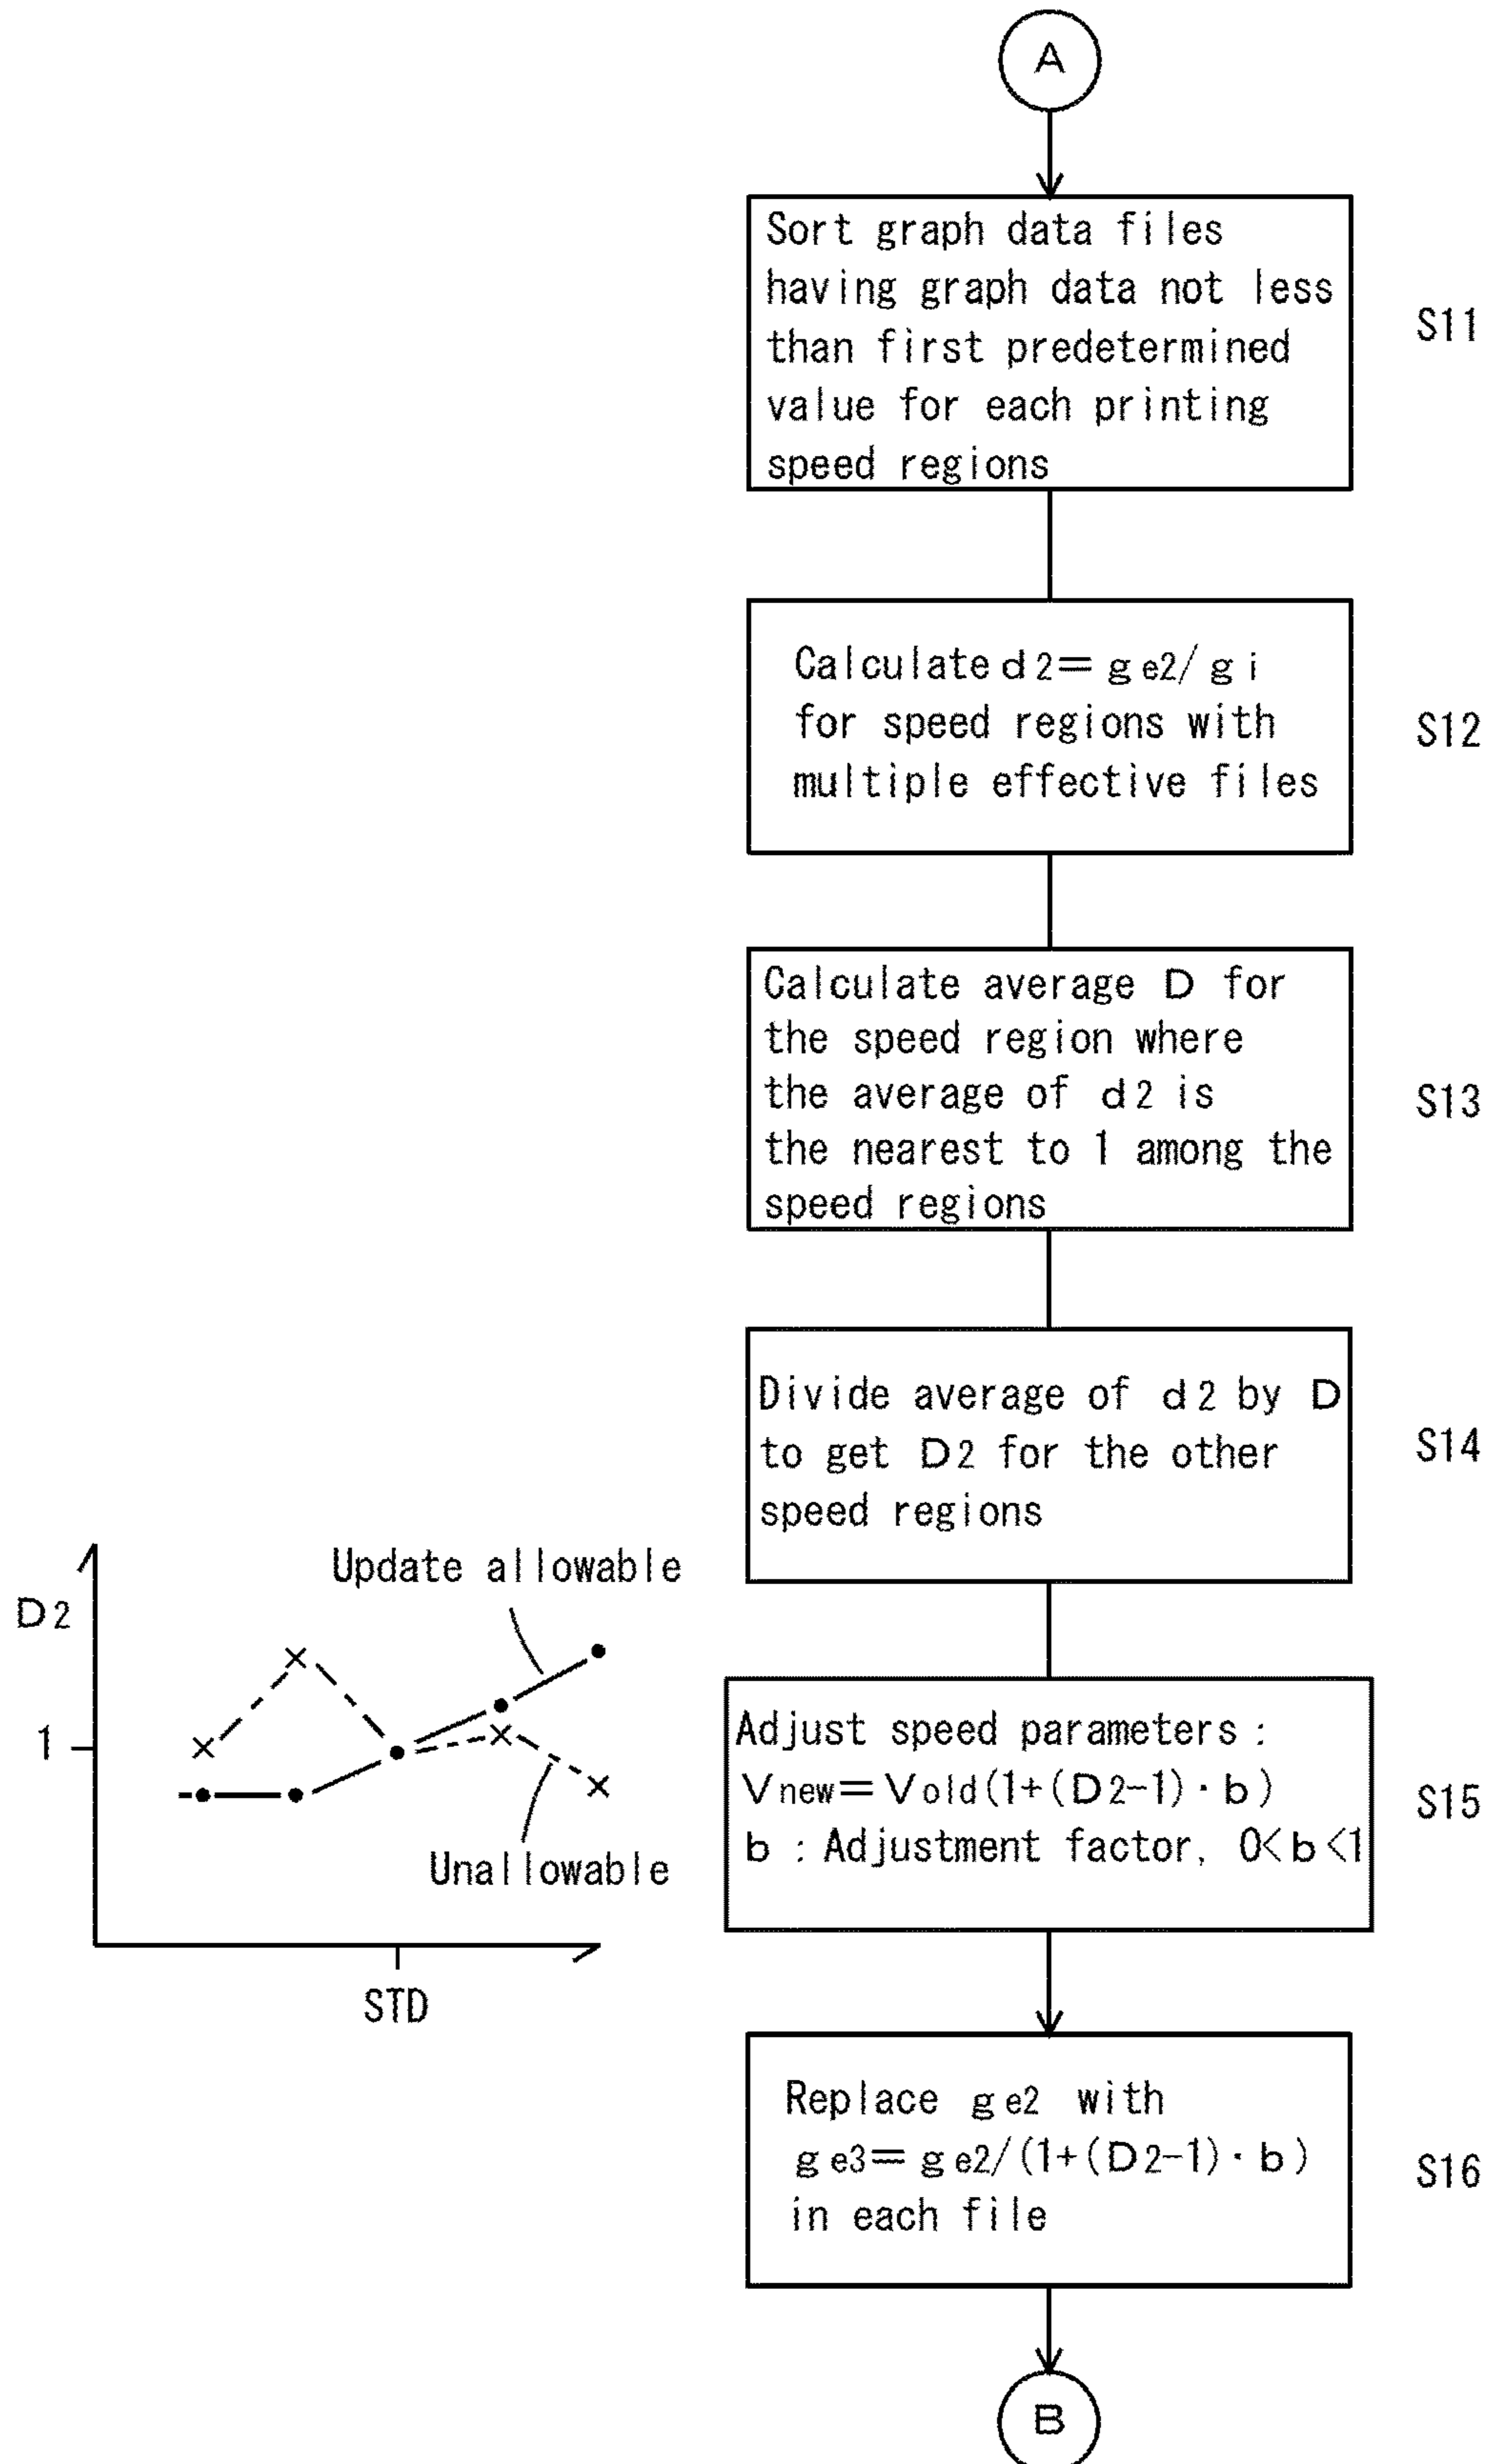 A
Sort graph data files
having graph data not less
than first predetermined
value for each printing
speed regions
S11
Calculate d2=ge2/gi
for speed regions with
multiple effective files
S12
Calculate average D for
the speed region where
the average of d2 is
the nearest to 1 among the
speed regions
S13
Divide average of d2 by D
to get D2 for the other
speed regions
S14
Update allowable
D2
1
Unallowable
STD
Adjust speed parameters:
Vnew=Vold(1+(D2-1)·b)
b : Adjustment factor, 0<b<1
S15
Replace ge2 with
ge3=ge2/(1+(D2-1)·b)
in each file
S16
B